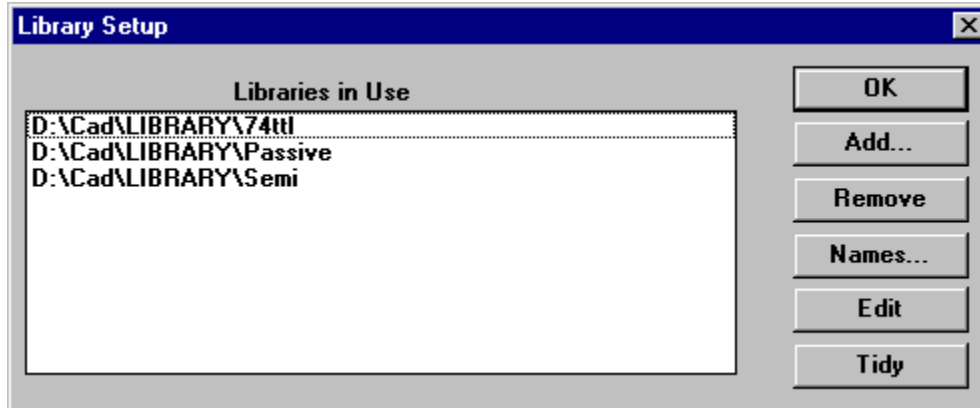 Library Setup
Libraries in Use
D:\Cad\LIBRARY\74ttl
D:\Cad\LIBRARY\Passive
D:\Cad\LIBRARY\Semi
OK
Add...
Remove
Names...
Edit
Tidy